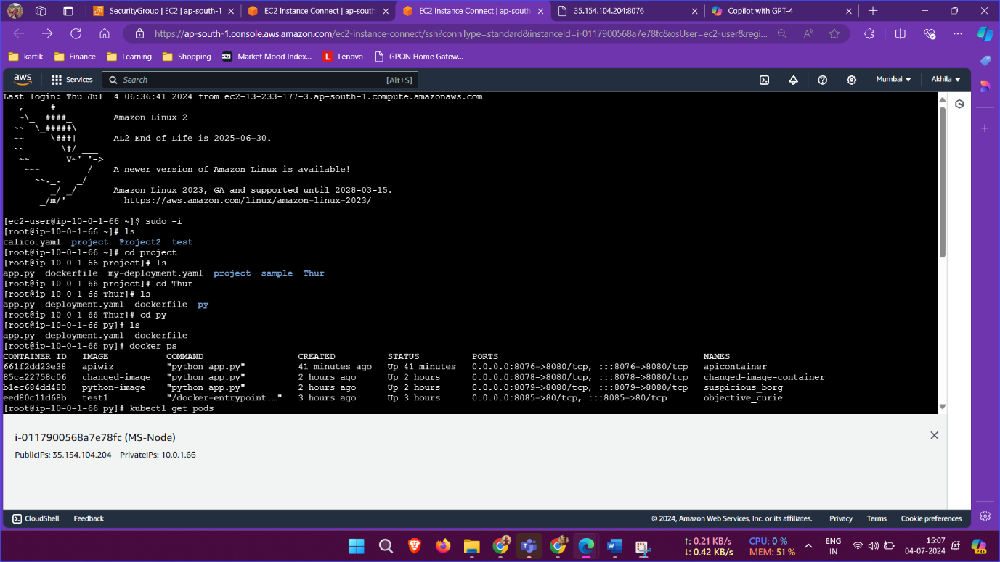 SecurityGroup | EC2 | ap-south-1
EC2 Instance Connect | ap-south-
EC2 Instance Connect | ap-south-
35.154.104.204:8076
Copilot with GPT-4
https://ap-south-1.console.aws.amazon.com/ec2-instance-connect/ssh?connType=standard&instanceId=i-0117900568a7e78fc&osUser=ec2-user&regi...
kartik
Finance
Learning
Shopping
Market Mood Index...
L Lenovo
GPON Home Gatew...
aws
Services
Search
[Alt+S]
Mumbai
Akhila
Last login: Thu Jul  4 06:36:41 2024 from ec2-13-233-177-3.ap-south-1.compute.amazonaws.com
   ,     #_
   ~\_  ####_        Amazon Linux 2
  ~~  \_#####\
  ~~     \###|       AL2 End of Life is 2025-06-30.
  ~~       \#/ ___
   ~~       V~' '->
    ~~~         /    A newer version of Amazon Linux is available!
      ~~._.   _/
         _/ _/       Amazon Linux 2023, GA and supported until 2028-03-15.
       _/m/'           https://aws.amazon.com/linux/amazon-linux-2023/
[ec2-user@ip-10-0-1-66 ~]$ sudo -i
[root@ip-10-0-1-66 ~]# ls
calico.yaml  project  Project2  test
[root@ip-10-0-1-66 ~]# cd project
[root@ip-10-0-1-66 project]# ls
app.py  dockerfile  my-deployment.yaml  project  sample  Thur
[root@ip-10-0-1-66 project]# cd Thur
[root@ip-10-0-1-66 Thur]# ls
app.py  deployment.yaml  dockerfile  py
[root@ip-10-0-1-66 Thur]# cd py
[root@ip-10-0-1-66 py]# ls
app.py  deployment.yaml  dockerfile
[root@ip-10-0-1-66 py]# docker ps
CONTAINER ID   IMAGE           COMMAND                  CREATED          STATUS          PORTS                                       NAMES
661f2dd23e38   apiwiz          "python app.py"          41 minutes ago   Up 41 minutes   0.0.0.0:8076->8080/tcp, :::8076->8080/tcp   apicontainer
85ca22758c06   changed-image   "python app.py"          2 hours ago      Up 2 hours      0.0.0.0:8078->8080/tcp, :::8078->8080/tcp   changed-image-container
b1ec684dd480   python-image    "python app.py"          2 hours ago      Up 2 hours      0.0.0.0:8079->8080/tcp, :::8079->8080/tcp   suspicious_borg
eed80c11d68b   test1           "/docker-entrypoint.…"   3 hours ago      Up 3 hours      0.0.0.0:8085->80/tcp, :::8085->80/tcp       objective_curie
[root@ip-10-0-1-66 py]# kubectl get pods
i-0117900568a7e78fc (MS-Node)
PublicIPs: 35.154.104.204  PrivateIPs: 10.0.1.66
CloudShell
Feedback
© 2024, Amazon Web Services, Inc. or its affiliates.
Privacy
Terms
Cookie preferences
↑: 0.21 KB/s
↓: 0.42 KB/s
CPU: 0 %
MEM: 51 %
ENG
IN
15:07
04-07-2024
PRE